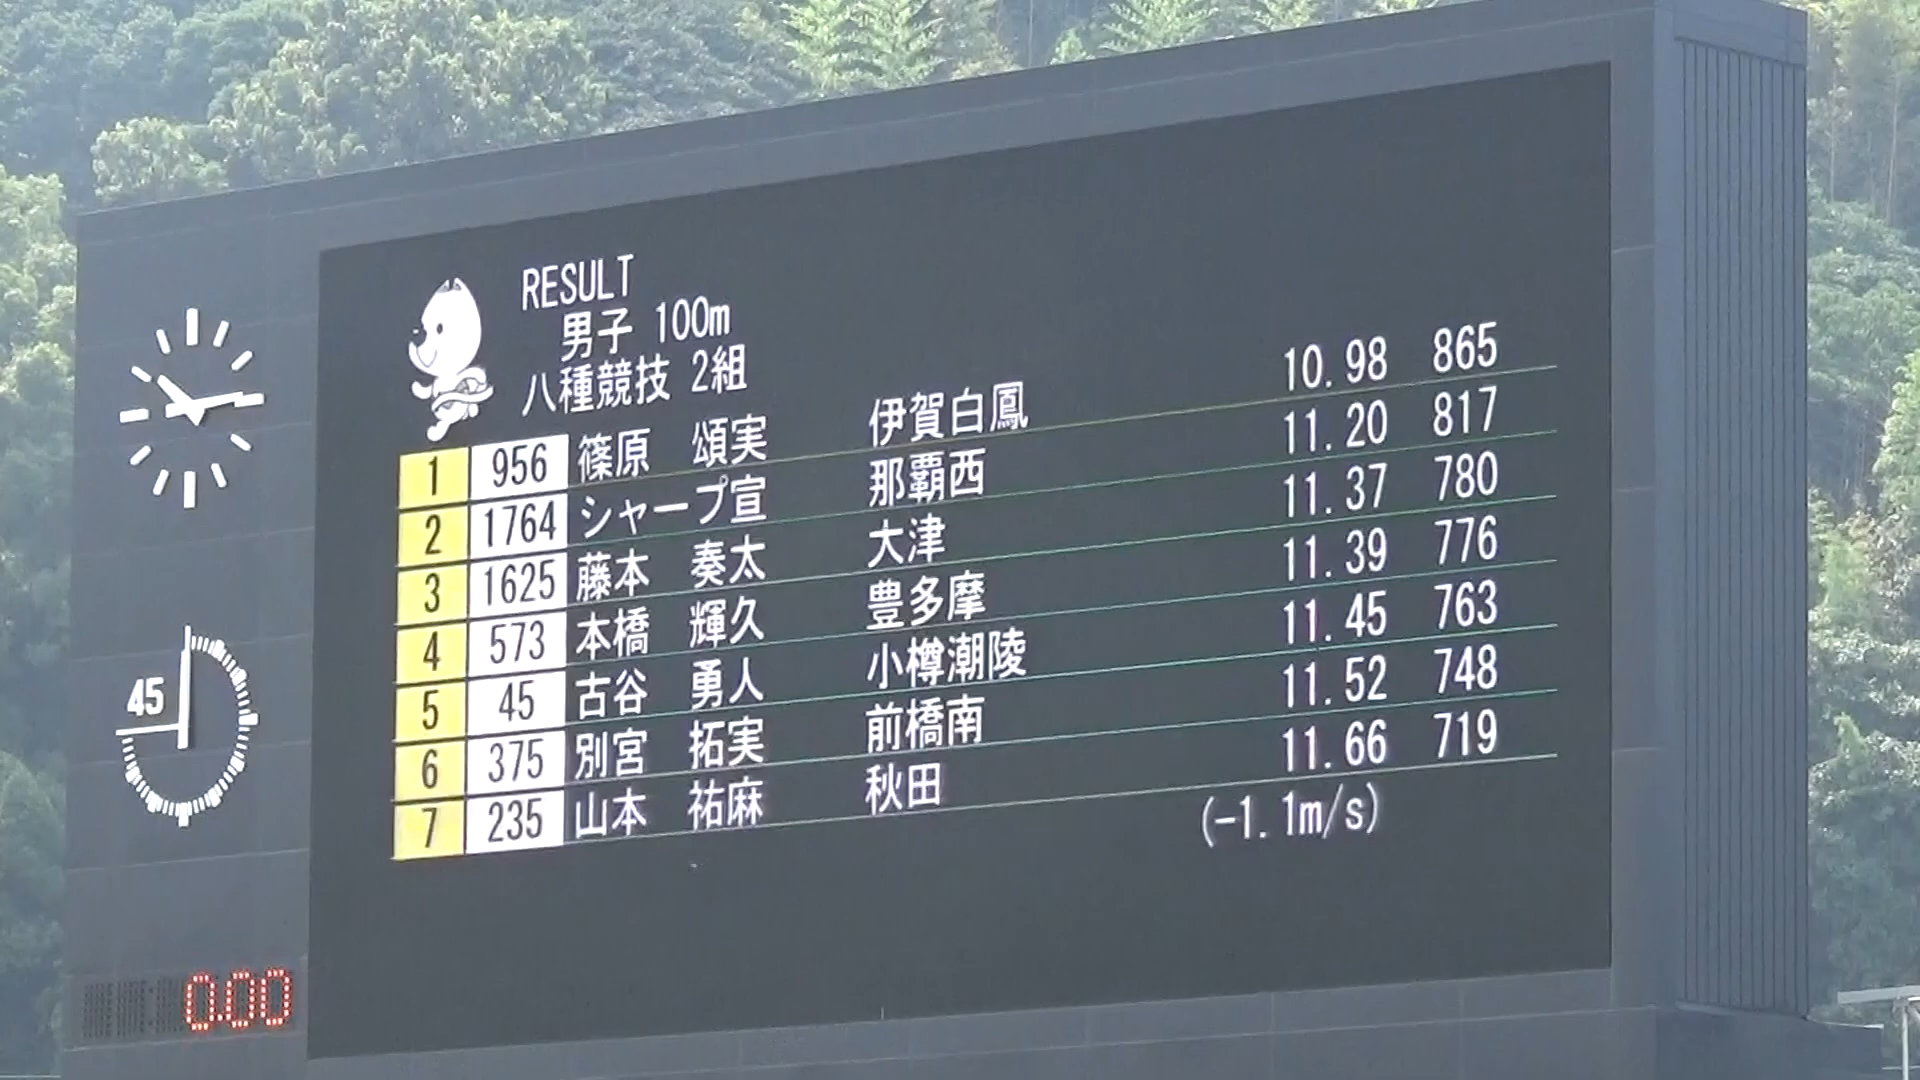 RESULT
男子 100m
八種競技 2組
1 956 篠原 頌実 伊賀白鳳 10.98 865
2 1764 シャープ宣 那覇西 11.20 817
3 1625 藤本 奏太 大津 11.37 780
4 573 本橋 輝久 豊多摩 11.39 776
5 45 古谷 勇人 小樽潮陵 11.45 763
6 375 別宮 拓実 前橋南 11.52 748
7 235 山本 祐麻 秋田 11.66 719
(-1.1m/s)
45
0.00